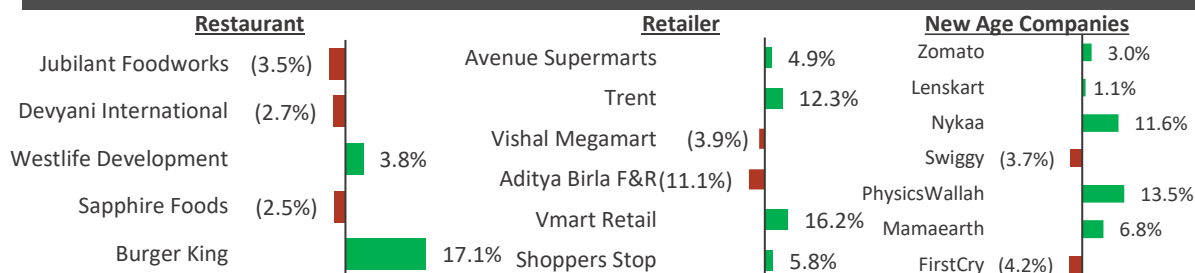 Restaurant
Jubilant Foodworks (3.5%)
Devyani International (2.7%)
Westlife Development 3.8%
Sapphire Foods (2.5%)
Burger King 17.1%
Retailer
Avenue Supermarts 4.9%
Trent 12.3%
Vishal Megamart (3.9%)
Aditya Birla F&R (11.1%)
Vmart Retail 16.2%
Shoppers Stop 5.8%
New Age Companies
Zomato 3.0%
Lenskart 1.1%
Nykaa 11.6%
Swiggy (3.7%)
PhysicsWallah 13.5%
Mamaearth 6.8%
FirstCry (4.2%)